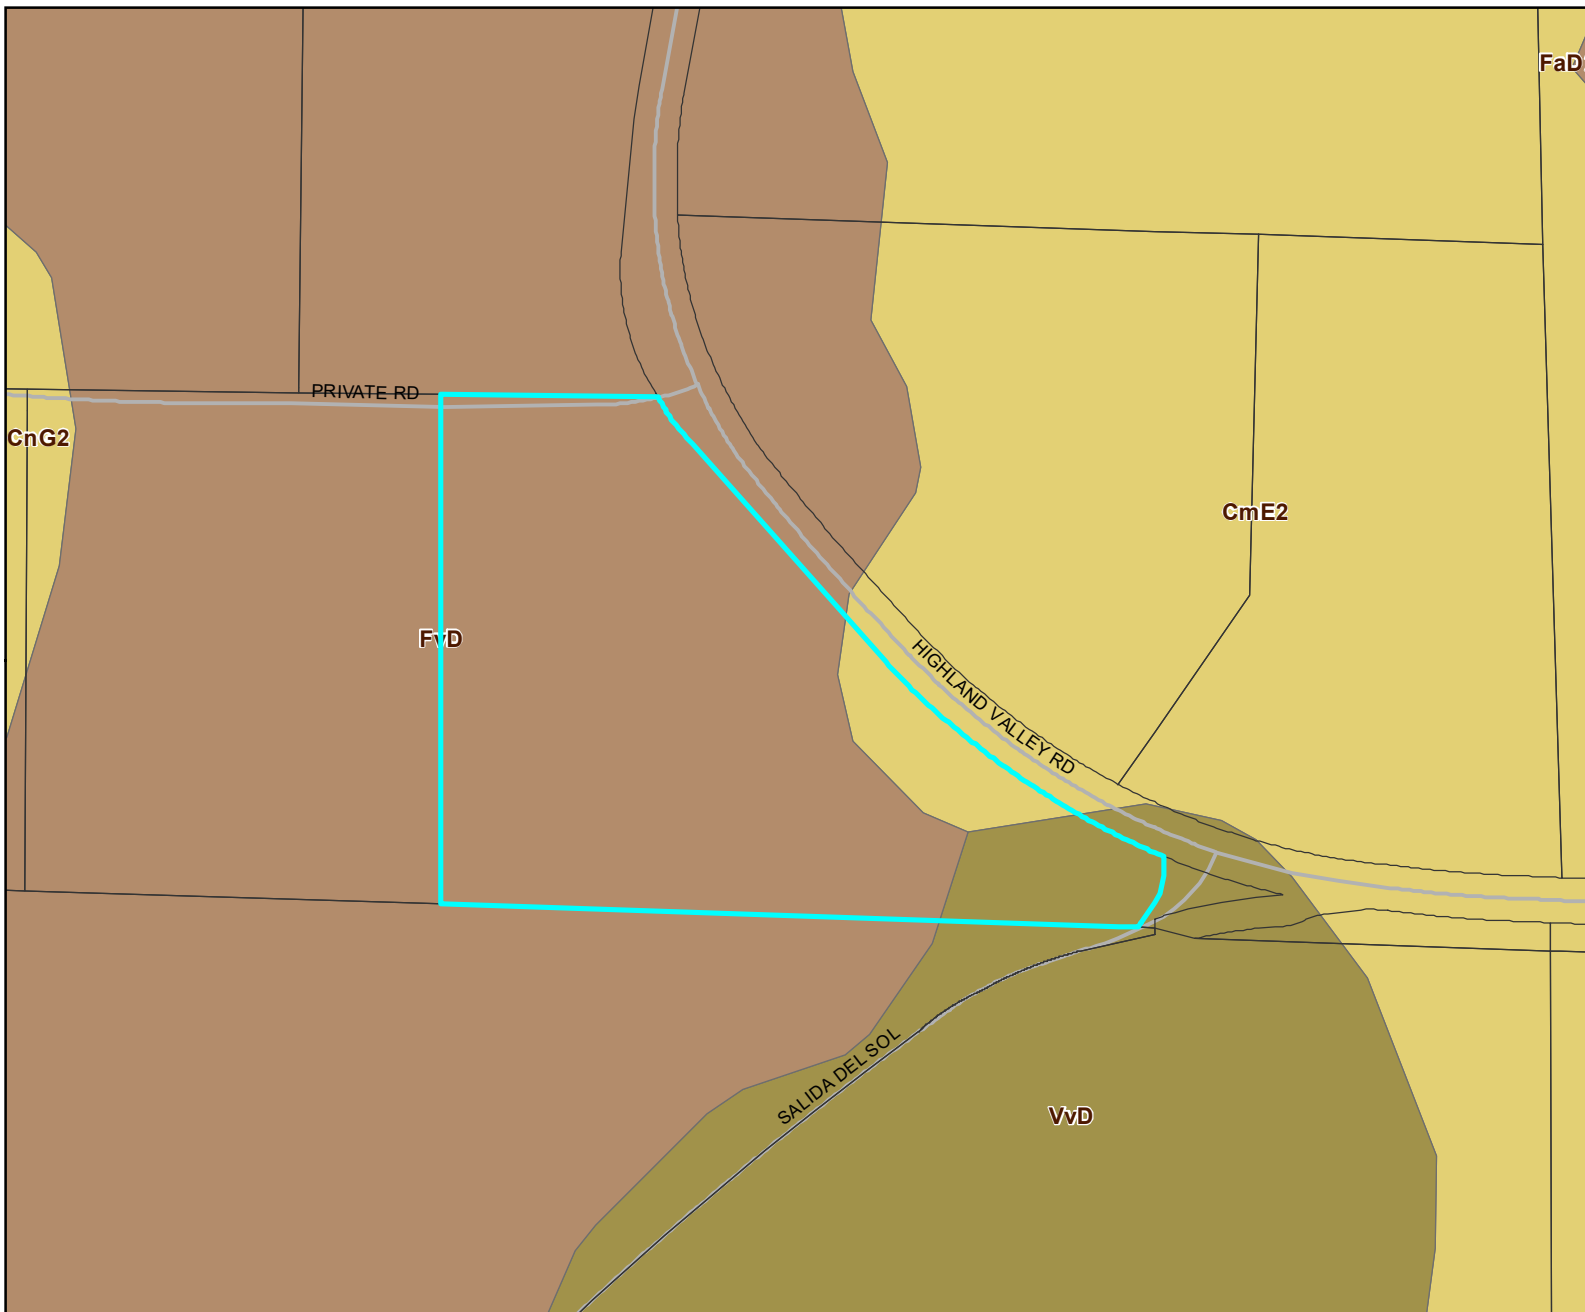 FaD
PRIVATE RD
CnG2
CmE2
FvD
HIGHLAND VALLEY RD
SALIDA DEL SOL
VvD